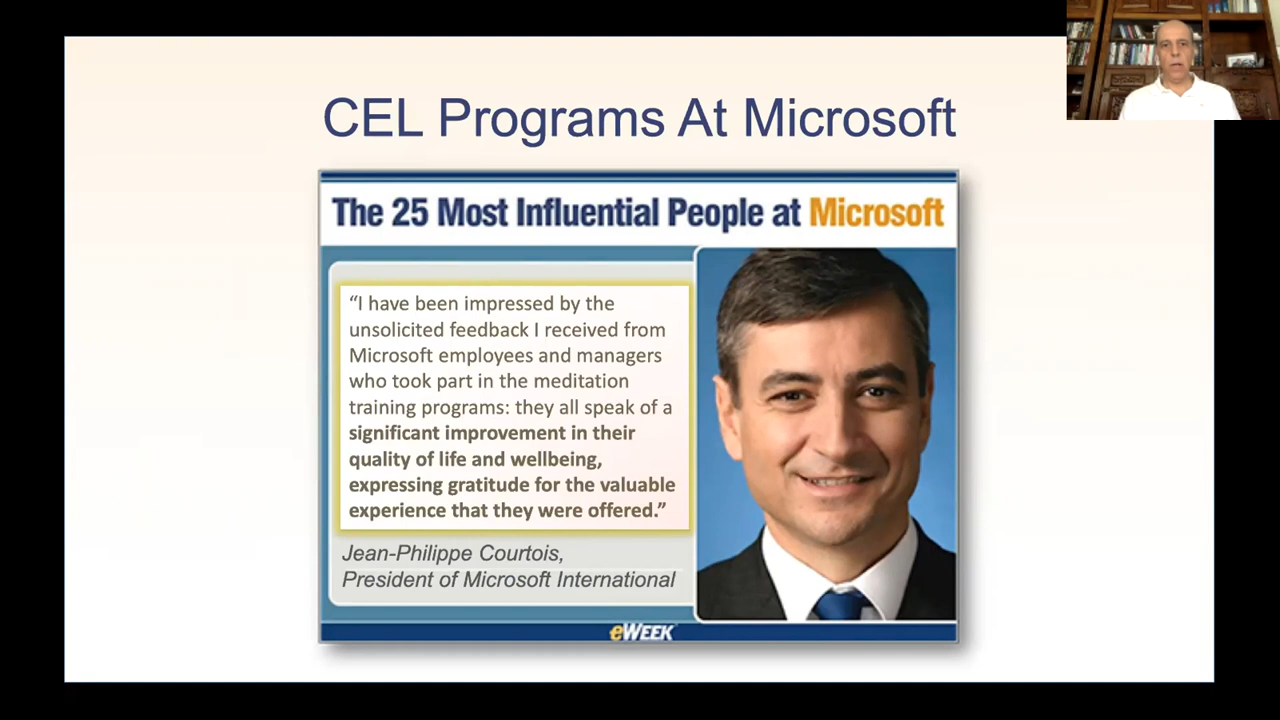 CEL Programs At Microsoft
The 25 Most Influential People at Microsoft
“I have been impressed by the
unsolicited feedback I received from
Microsoft employees and managers
who took part in the meditation
training programs: they all speak of a
significant improvement in their
quality of life and wellbeing,
expressing gratitude for the valuable
experience that they were offered.”
Jean-Philippe Courtois,
President of Microsoft International
eWEEK